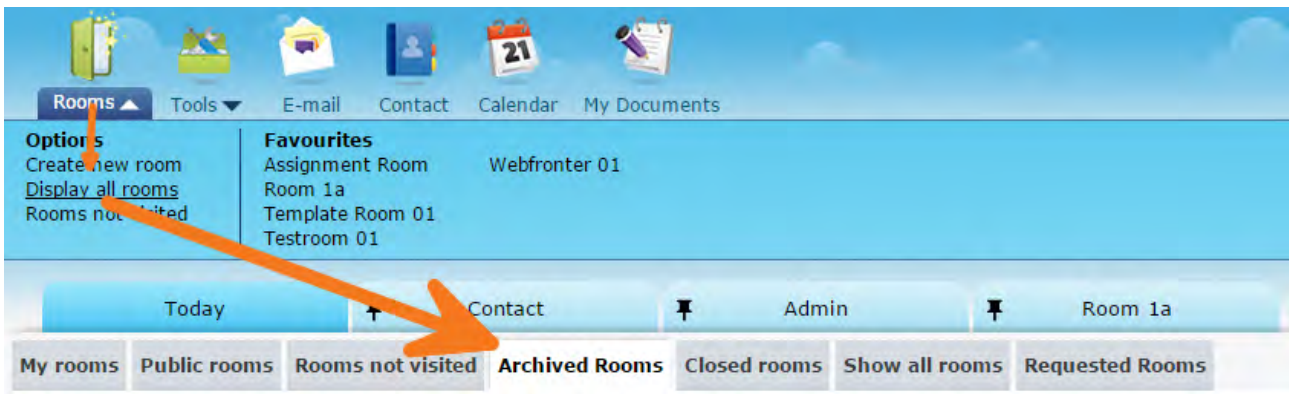 21
Rooms Tools E-mail Contact Calendar My Documents
Options Favourites
Create new room Assignment Room Webfronter 01
Display all rooms Room 1a
Rooms not visited Template Room 01
Testroom 01
Today Contact Admin Room 1a
My rooms Public rooms Rooms not visited Archived Rooms Closed rooms Show all rooms Requested Rooms